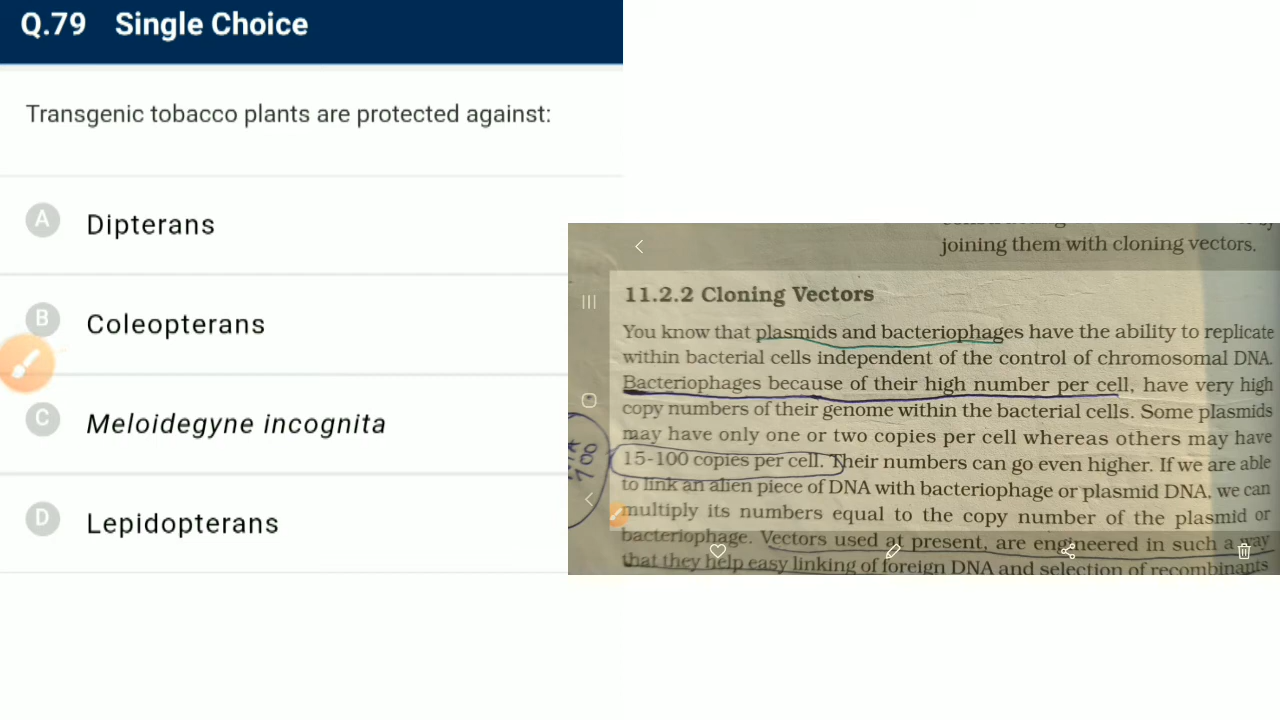 Q.79 Single Choice
Transgenic tobacco plants are protected against:
A Dipterans
B Coleopterans
C Meloidegyne incognita
D Lepidopterans
joining them with cloning vectors.
11.2.2 Cloning Vectors
You know that plasmids and bacteriophages have the ability to replicate
within bacterial cells independent of the control of chromosomal DNA.
Bacteriophages because of their high number per cell, have very high
copy numbers of their genome within the bacterial cells. Some plasmids
may have only one or two copies per cell whereas others may have
15-100 copies per cell. Their numbers can go even higher. If we are able
to link an alien piece of DNA with bacteriophage or plasmid DNA, we can
multiply its numbers equal to the copy number of the plasmid or
bacteriophage. Vectors used at present, are engineered in such a way
that they help easy linking of foreign DNA and selection of recombinants
100